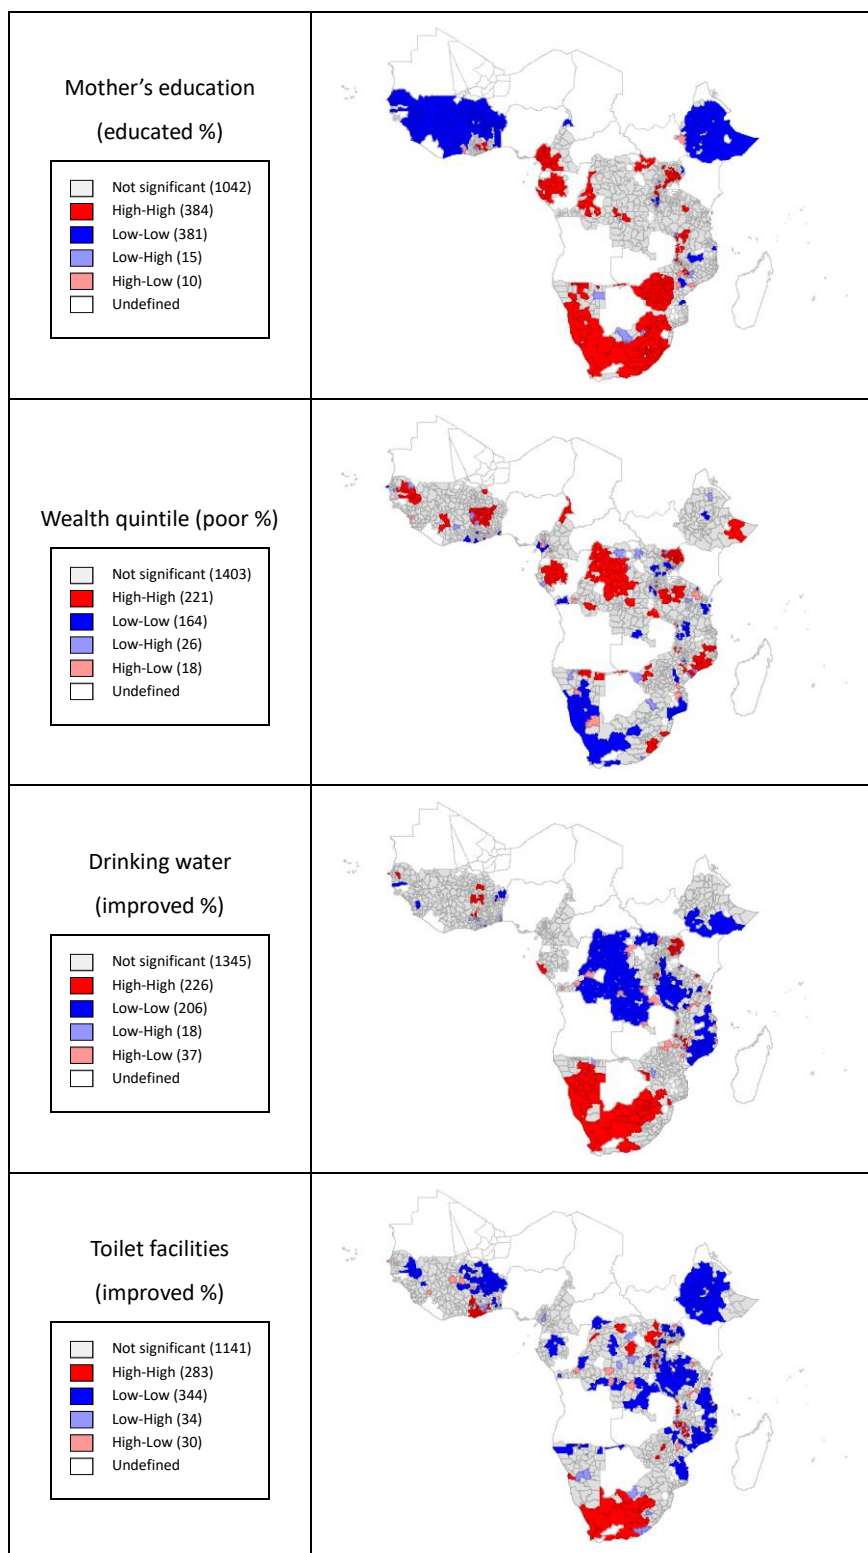 Mother’s education
(educated %)
Not significant (1042)
High-High (384)
Low-Low (381)
Low-High (15)
High-Low (10)
Undefined
Wealth quintile (poor %)
Not significant (1403)
High-High (221)
Low-Low (164)
Low-High (26)
High-Low (18)
Undefined
Drinking water
(improved %)
Not significant (1345)
High-High (226)
Low-Low (206)
Low-High (18)
High-Low (37)
Undefined
Toilet facilities
(improved %)
Not significant (1141)
High-High (283)
Low-Low (344)
Low-High (34)
High-Low (30)
Undefined